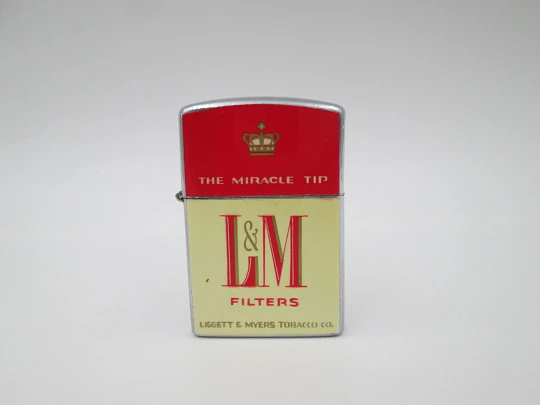 THE MIRACLE TIP
L&M
FILTERS
LIGGETT & MYERS TOBACCO CO.